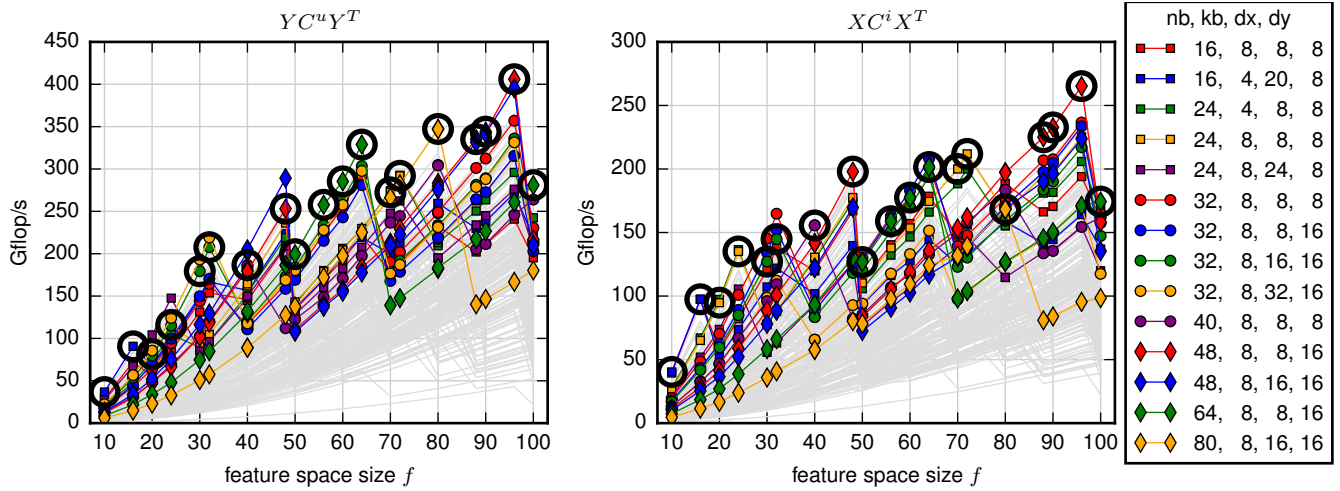 $YC^uY^T$
450
400
350
300
250
200
150
100
50
0
Gflop/s
10 20 30 40 50 60 70 80 90 100
feature space size $f$
$XC^iX^T$
300
250
200
150
100
50
0
Gflop/s
10 20 30 40 50 60 70 80 90 100
feature space size $f$
nb, kb, dx, dy
16, 8, 8, 8
16, 4, 20, 8
24, 4, 8, 8
24, 8, 8, 8
24, 8, 24, 8
32, 8, 8, 8
32, 8, 8, 16
32, 8, 16, 16
32, 8, 32, 16
40, 8, 8, 8
48, 8, 8, 16
48, 8, 16, 16
64, 8, 8, 16
80, 8, 16, 16